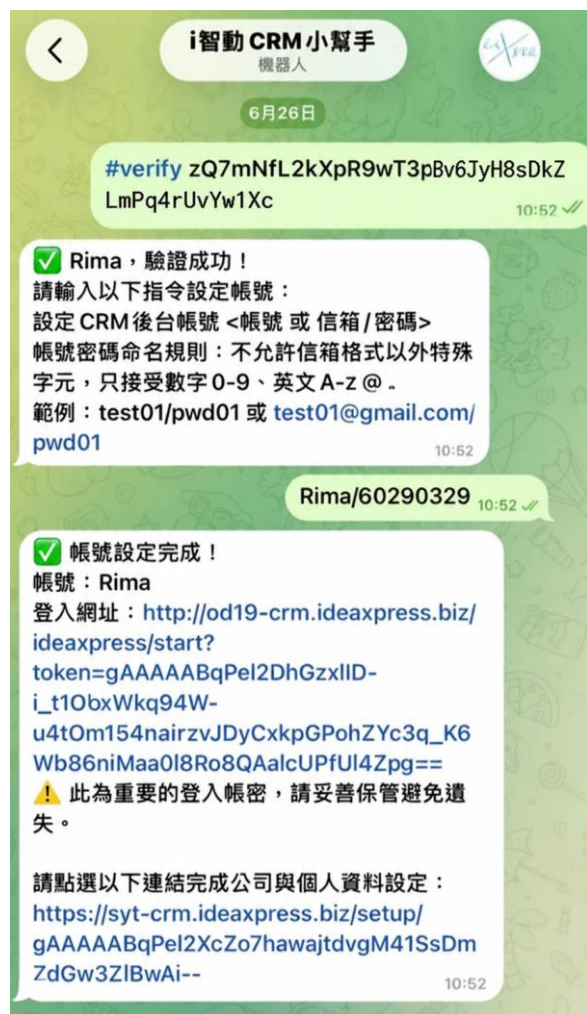 i智動 CRM 小幫手
機器人
6月26日
#verify zQ7mNfL2kXpR9wT3pBv6JyH8sDkZ
LmPq4rUvYw1Xc
10:52
✅ Rima，驗證成功！
請輸入以下指令設定帳號：
設定 CRM 後台帳號 <帳號 或 信箱/密碼>
帳號密碼命名規則：不允許信箱格式以外特殊
字元，只接受數字 0-9、英文 A-z @ 。
範例：test01/pwd01 或 test01@gmail.com/
pwd01
10:52
Rima/60290329 10:52
✅ 帳號設定完成！
帳號：Rima
登入網址：http://od19-crm.ideaxpress.biz/
ideaxpress/start?
token=gAAAAABqPel2DhGzxlID-
i_t1ObxWkq94W-
u4tOm154nairzvJDyCxkpGPohZYc3q_K6
Wb86niMaa0l8Ro8QAalcUPfUl4Zpg==
⚠️ 此為重要的登入帳密，請妥善保管避免遺
失。
請點選以下連結完成公司與個人資料設定：
https://syt-crm.ideaxpress.biz/setup/
gAAAAABqPel2XcZo7hawajtdvgM41SsDm
ZdGw3ZlBwAi--
10:52